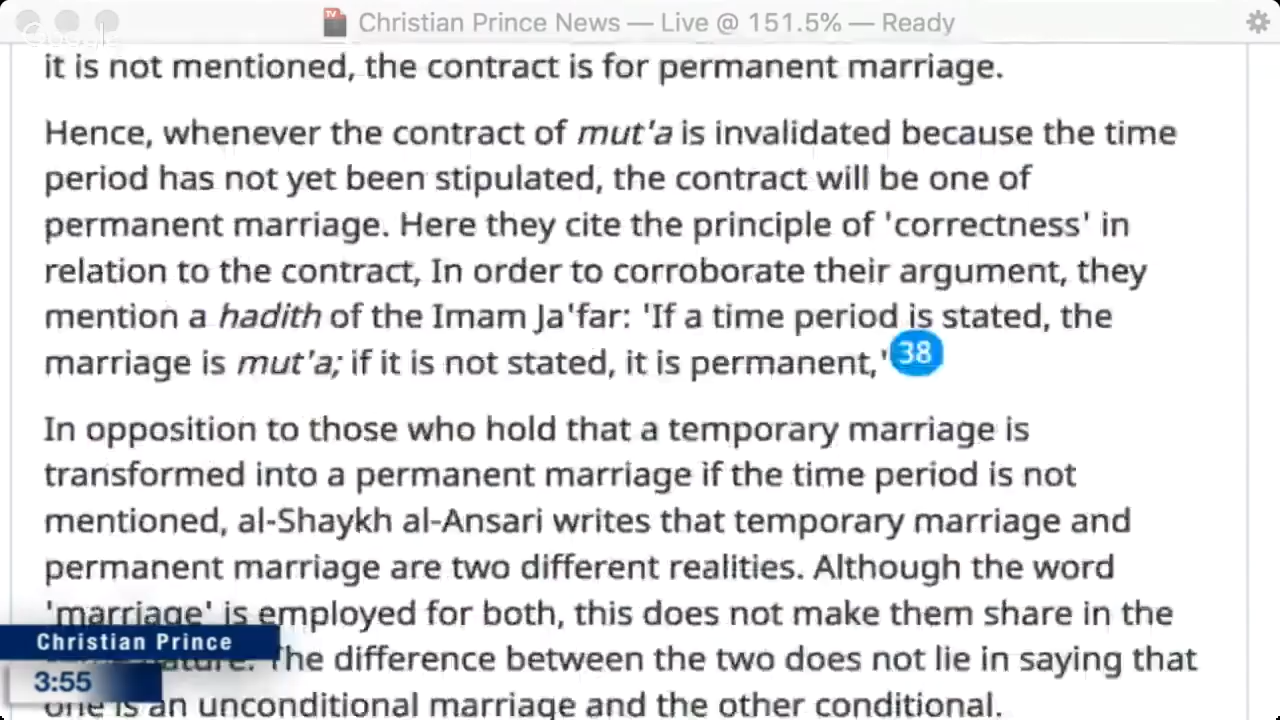 Christian Prince News — Live @ 151.5% — Ready
Google
it is not mentioned, the contract is for permanent marriage.
Hence, whenever the contract of mut'a is invalidated because the time
period has not yet been stipulated, the contract will be one of
permanent marriage. Here they cite the principle of 'correctness' in
relation to the contract, In order to corroborate their argument, they
mention a hadith of the Imam Ja'far: 'If a time period is stated, the
marriage is mut'a; if it is not stated, it is permanent,' 38
In opposition to those who hold that a temporary marriage is
transformed into a permanent marriage if the time period is not
mentioned, al-Shaykh al-Ansari writes that temporary marriage and
permanent marriage are two different realities. Although the word
'marriage' is employed for both, this does not make them share in the
nature. The difference between the two does not lie in saying that
one is an unconditional marriage and the other conditional.
Christian Prince
3:55